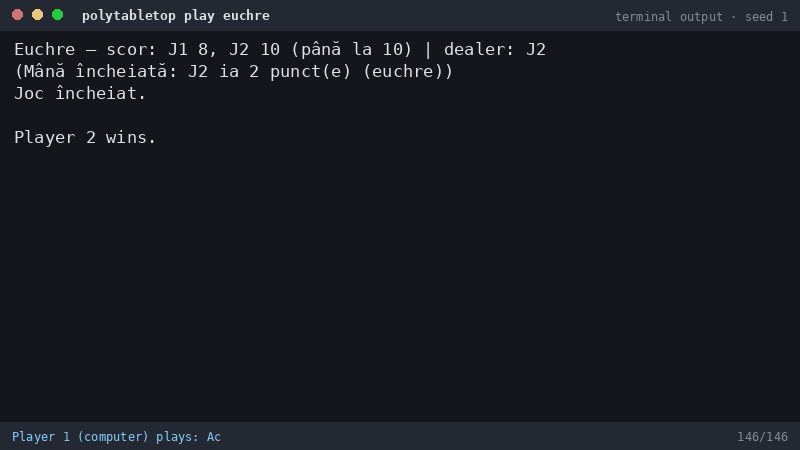 polytabletop play euchre
terminal output · seed 1
Euchre — scor: J1 8, J2 10 (până la 10) | dealer: J2
(Mână încheiată: J2 ia 2 punct(e) (euchre))
Joc încheiat.
Player 2 wins.
Player 1 (computer) plays: Ac
146/146